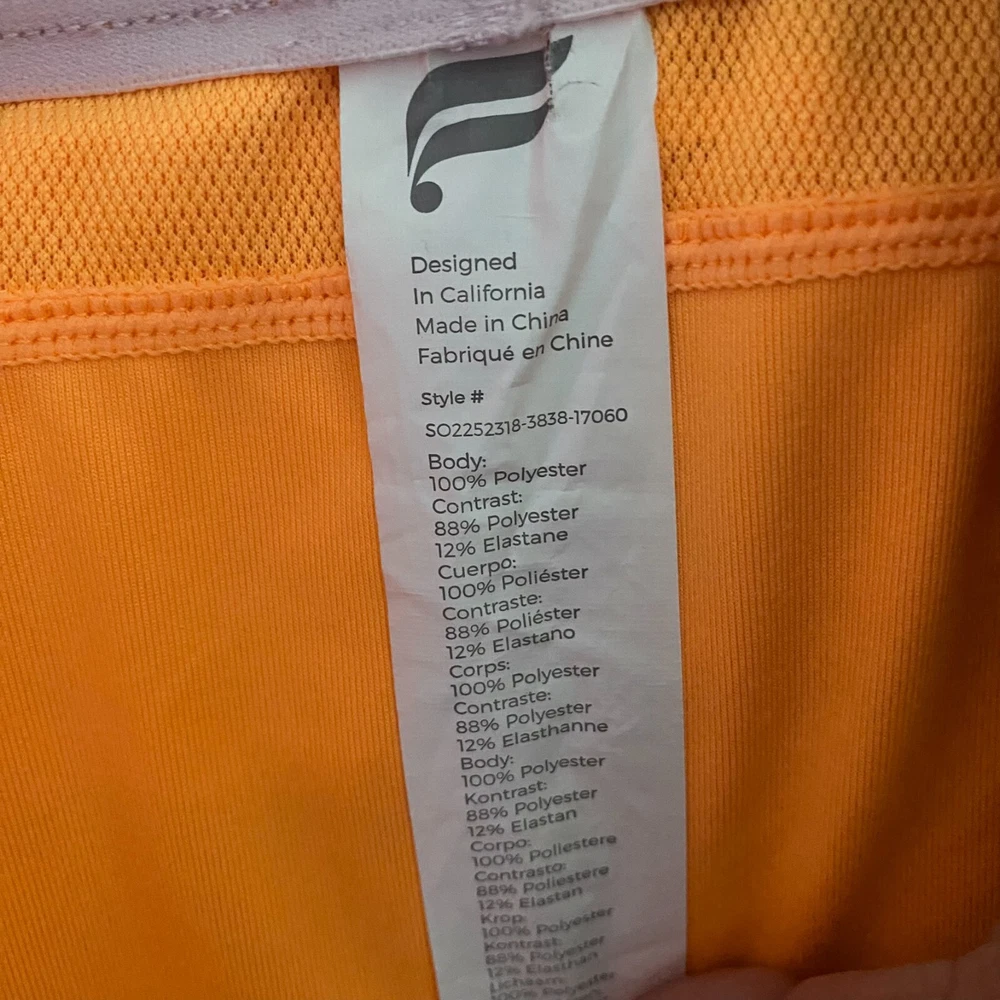 Designed
In California
Made in China
Fabriqué en Chine
Style #
SO2252318-3838-17060
Body:
100% Polyester
Contrast:
88% Polyester
12% Elastane
Cuerpo:
100% Poliéster
Contraste:
88% Poliéster
12% Elastano
Corps:
100% Polyester
Contraste:
88% Polyester
12% Elasthanne
Body:
100% Polyester
Kontrast:
88% Polyester
12% Elastan
Corpo:
100% Poliestere
Contrasto:
88% Poliestere
12% Elastan
Krop:
100% Polyester
Kontrast:
88% Polyester
12% Elasthan
Lichaam:
100% Polyester